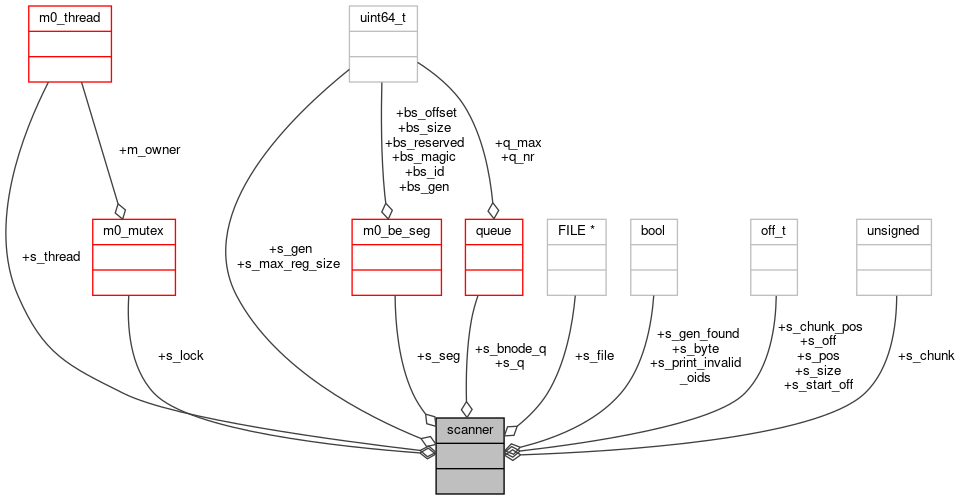 m0_thread
uint64_t
+bs_offset
+bs_size
+bs_reserved
+bs_magic
+bs_id
+bs_gen
+q_max
+q_nr
+m_owner
m0_mutex
m0_be_seg
queue
FILE *
bool
off_t
unsigned
+s_thread
+s_gen
+s_max_reg_size
+s_lock
+s_seg
+s_bnode_q
+s_q
+s_file
+s_gen_found
+s_byte
+s_print_invalid
_oids
+s_chunk_pos
+s_off
+s_pos
+s_size
+s_start_off
+s_chunk
scanner